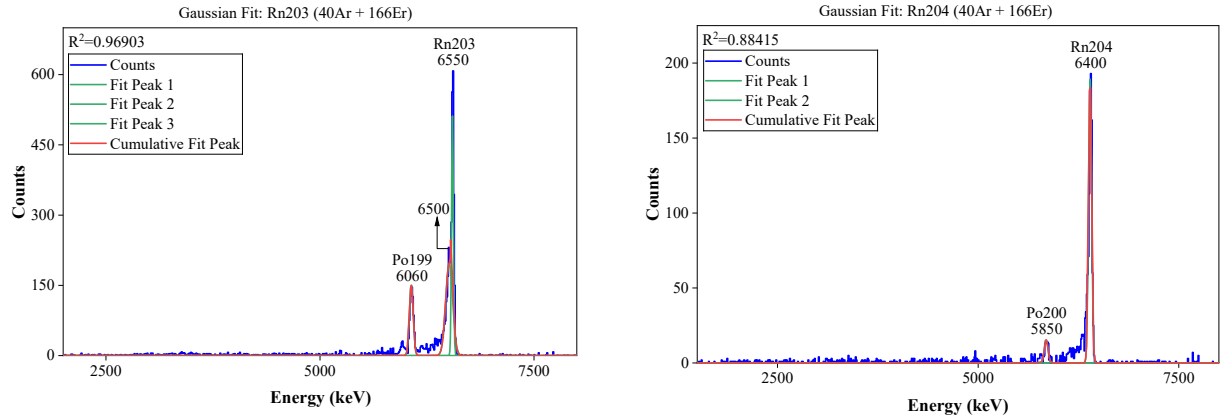 Gaussian Fit: Rn203 (40Ar + 166Er)
R²=0.96903
Counts
Fit Peak 1
Fit Peak 2
Fit Peak 3
Cumulative Fit Peak
Rn203
6550
6500
Po199
6060
600
450
300
150
0
Counts
2500
5000
7500
Energy (keV)
Gaussian Fit: Rn204 (40Ar + 166Er)
R²=0.88415
Counts
Fit Peak 1
Fit Peak 2
Cumulative Fit Peak
Rn204
6400
Po200
5850
200
150
100
50
0
Counts
2500
5000
7500
Energy (keV)